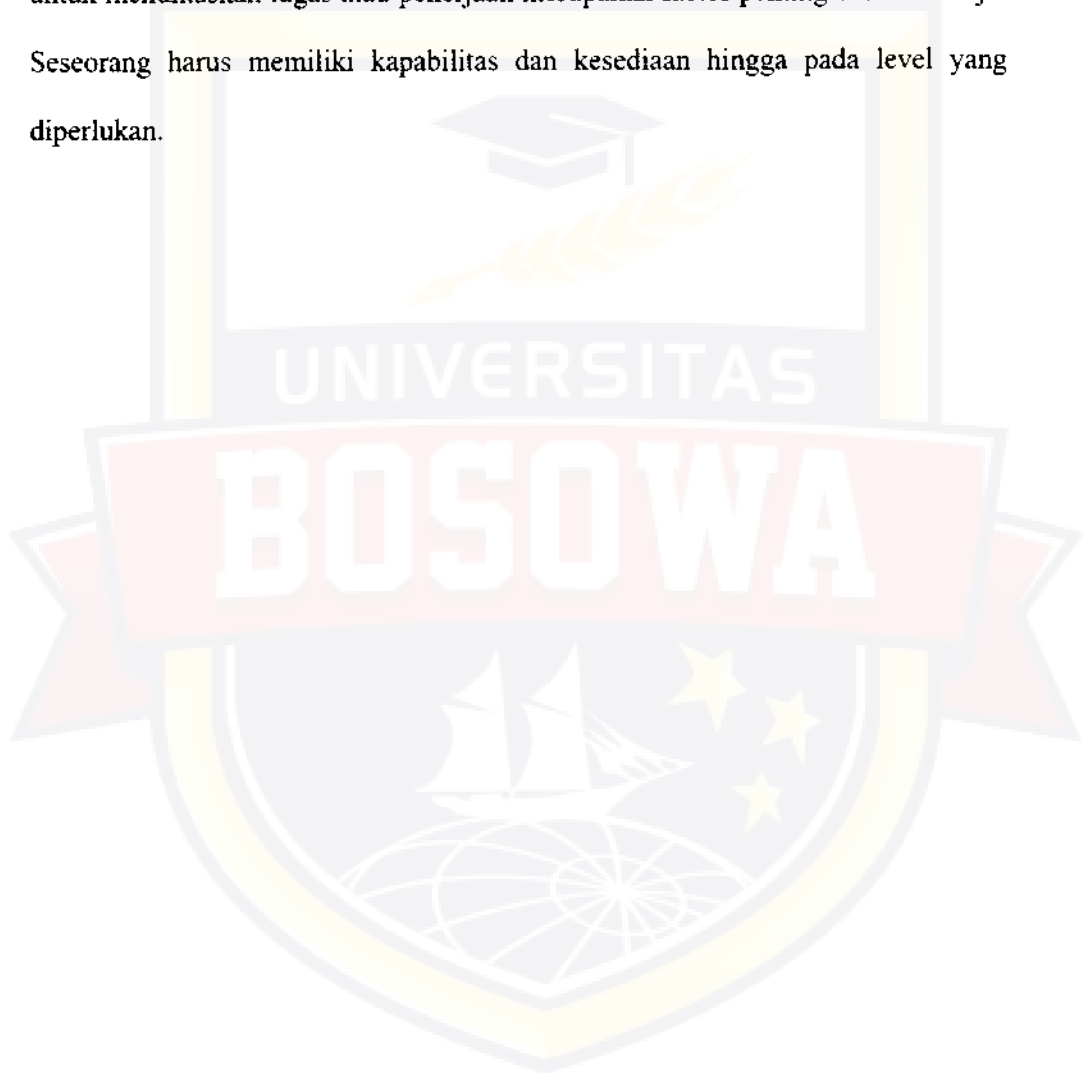 Seseorang harus memiliki kapabilitas dan kesediaan hingga pada level yang
diperlukan.
UNIVERSITAS
BOSOWA